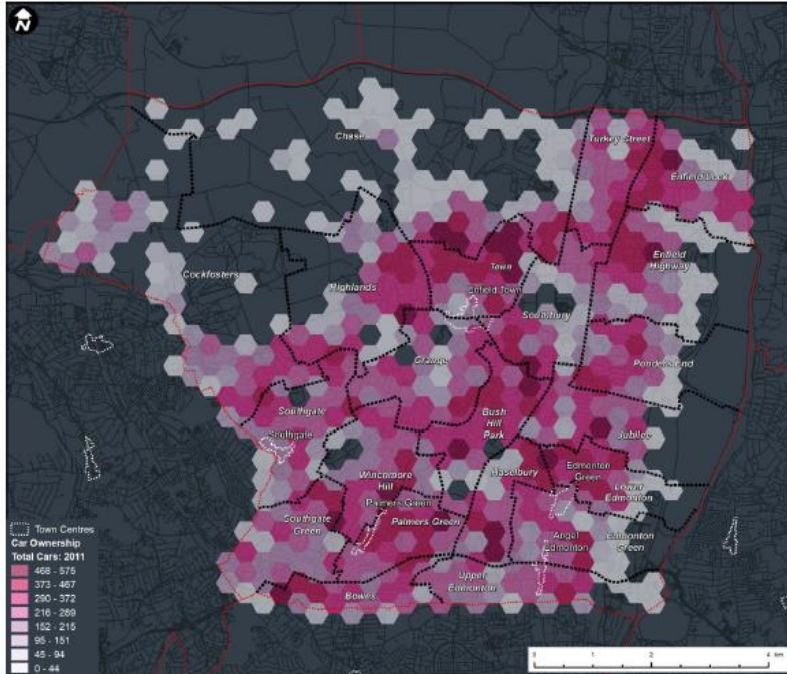 N
Chase
Turkey Street
Enfield Lock
Cockfosters
Highlands
Town
Enfield Town
Enfield
Highway
Southbury
Grange
Ponders End
Southgate
Southgate
Bush
Hill
Park
Jubilee
Winchmore
Hill
Haselbury
Edmonton
Green
Lower
Edmonton
Palmers Green
Southgate
Green
Palmers Green
Angel
Edmonton
Edmonton
Green
Upper
Edmonton
Bowes
Town Centres
Car Ownership
Total Cars: 2011
468 - 575
373 - 467
290 - 372
216 - 289
152 - 215
95 - 151
45 - 94
0 - 44
0 1 2 4 km